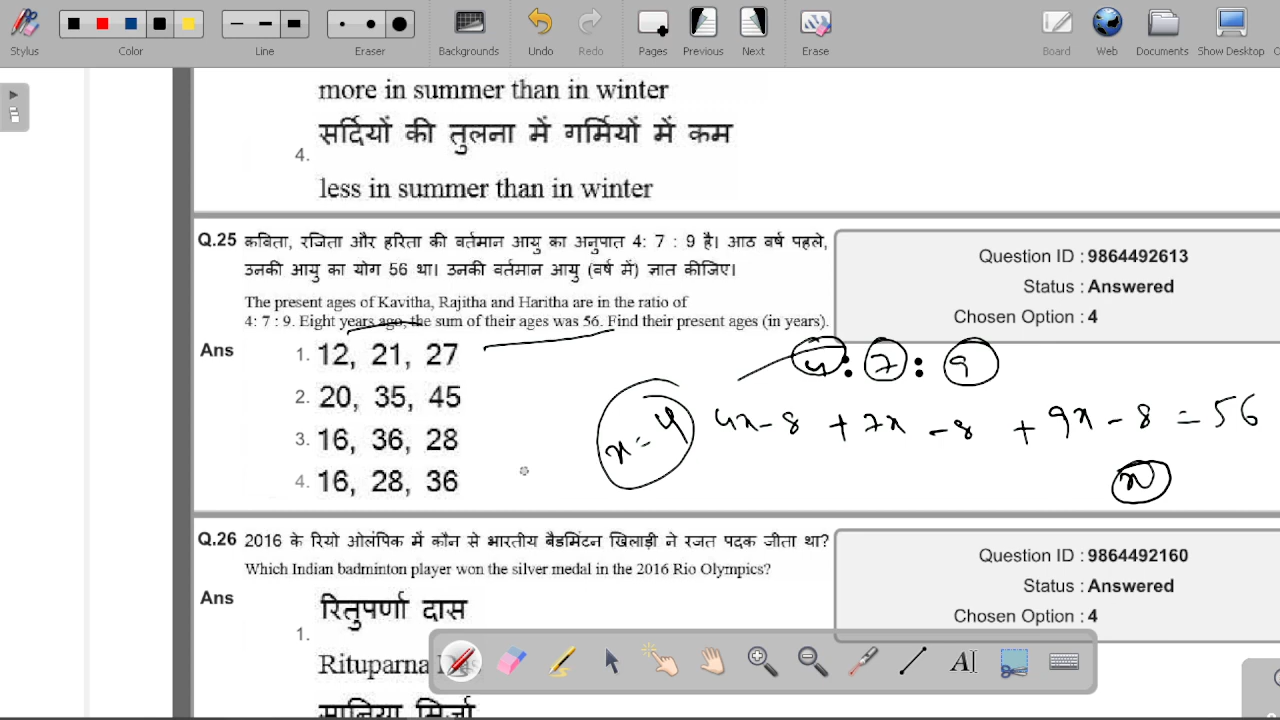 Stylus Color Line Eraser Backgrounds Undo Redo Pages Previous Next Erase Board Web Documents Show Desktop
more in summer than in winter
सर्दियों की तुलना में गर्मियों में कम
4.
less in summer than in winter
Q.25 कविता, रजिता और हरिता की वर्तमान आयु का अनुपात 4: 7 : 9 है। आठ वर्ष पहले,
उनकी आयु का योग 56 था। उनकी वर्तमान आयु (वर्ष में) ज्ञात कीजिए।
The present ages of Kavitha, Rajitha and Haritha are in the ratio of
4: 7 : 9. Eight years ago, the sum of their ages was 56. Find their present ages (in years).
Question ID : 9864492613
Status : Answered
Chosen Option : 4
Ans 1. 12, 21, 27
2. 20, 35, 45
3. 16, 36, 28
4. 16, 28, 36
4 : 7 : 9
4x-8 + 7x-8 + 9x-8 = 56
x=4
x
Q.26 2016 के रियो ओलंपिक में कौन से भारतीय बैडमिंटन खिलाड़ी ने रजत पदक जीता था?
Which Indian badminton player won the silver medal in the 2016 Rio Olympics?
Question ID : 9864492160
Status : Answered
Chosen Option : 4
Ans रितुपर्णा दास
1.
Rituparna Das
सानिया मिर्जा